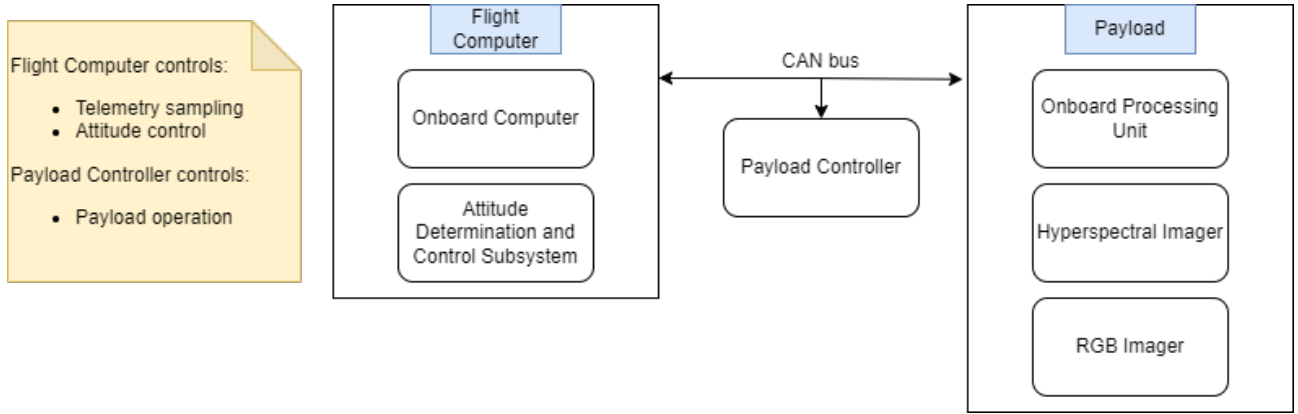 Flight Computer controls:
• Telemetry sampling
• Attitude control
Payload Controller controls:
• Payload operation
Flight
Computer
Onboard Computer
Attitude
Determination and
Control Subsystem
CAN bus
Payload Controller
Payload
Onboard Processing
Unit
Hyperspectral Imager
RGB Imager